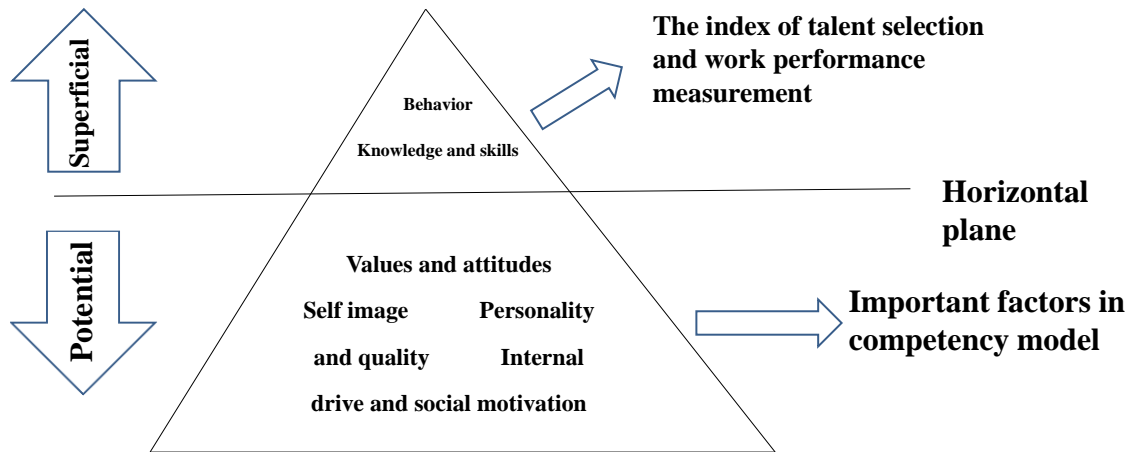 Superficial
The index of talent selection
and work performance
measurement
Behavior
Knowledge and skills
Horizontal
plane
Potential
Values and attitudes
Self image Personality
and quality Internal
drive and social motivation
Important factors in
competency model